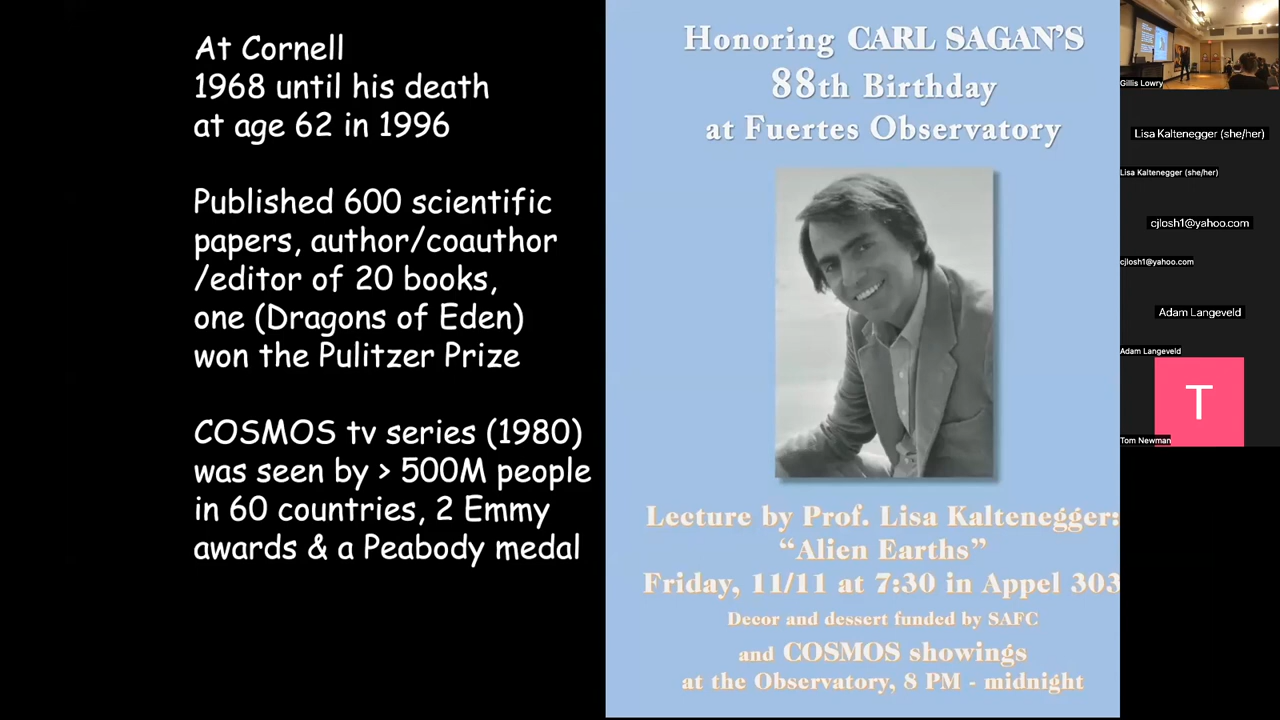 At Cornell
1968 until his death
at age 62 in 1996
Published 600 scientific
papers, author/coauthor
/editor of 20 books,
one (Dragons of Eden)
won the Pulitzer Prize
COSMOS tv series (1980)
was seen by > 500M people
in 60 countries, 2 Emmy
awards & a Peabody medal
Honoring CARL SAGAN'S
88th Birthday
at Fuertes Observatory
Lecture by Prof. Lisa Kaltenegger:
“Alien Earths”
Friday, 11/11 at 7:30 in Appel 303
Decor and dessert funded by SAFC
and COSMOS showings
at the Observatory, 8 PM - midnight
Gillis Lowry
Lisa Kaltenegger (she/her)
Lisa Kaltenegger (she/her)
cjlosh1@yahoo.com
cjlosh1@yahoo.com
Adam Langeveld
Adam Langeveld
T
Tom Newman